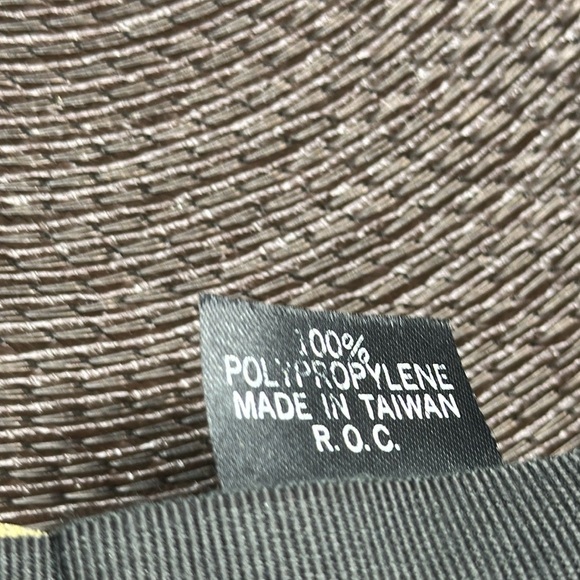 100%
POLYPROPYLENE
MADE IN TAIWAN
R.O.C.